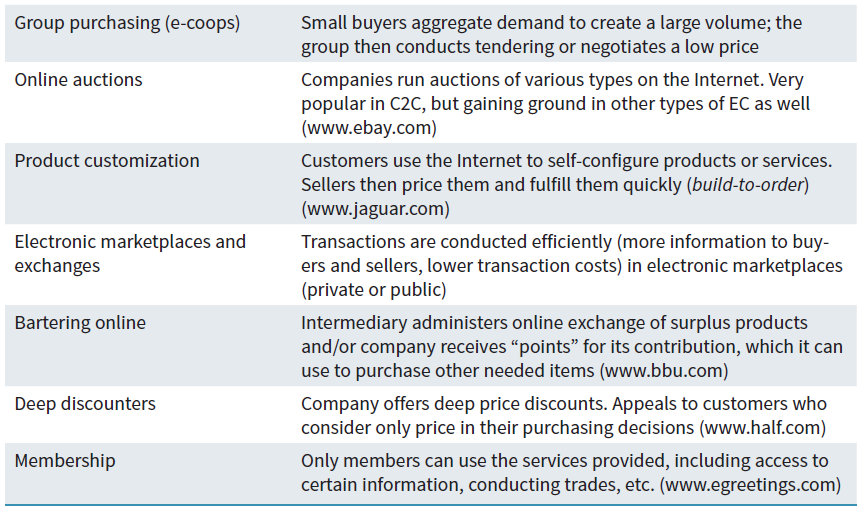 Group purchasing (e-coops)
Small buyers aggregate demand to create a large volume; the
group then conducts tendering or negotiates a low price
Online auctions
Companies run auctions of various types on the Internet. Very
popular in C2C, but gaining ground in other types of EC as well
(www.ebay.com)
Product customization
Customers use the Internet to self-configure products or services.
Sellers then price them and fulfill them quickly (build-to-order)
(www.jaguar.com)
Electronic marketplaces and
exchanges
Transactions are conducted efficiently (more information to buy-
ers and sellers, lower transaction costs) in electronic marketplaces
(private or public)
Bartering online
Intermediary administers online exchange of surplus products
and/or company receives “points” for its contribution, which it can
use to purchase other needed items (www.bbu.com)
Deep discounters
Company offers deep price discounts. Appeals to customers who
consider only price in their purchasing decisions (www.half.com)
Membership
Only members can use the services provided, including access to
certain information, conducting trades, etc. (www.egreetings.com)